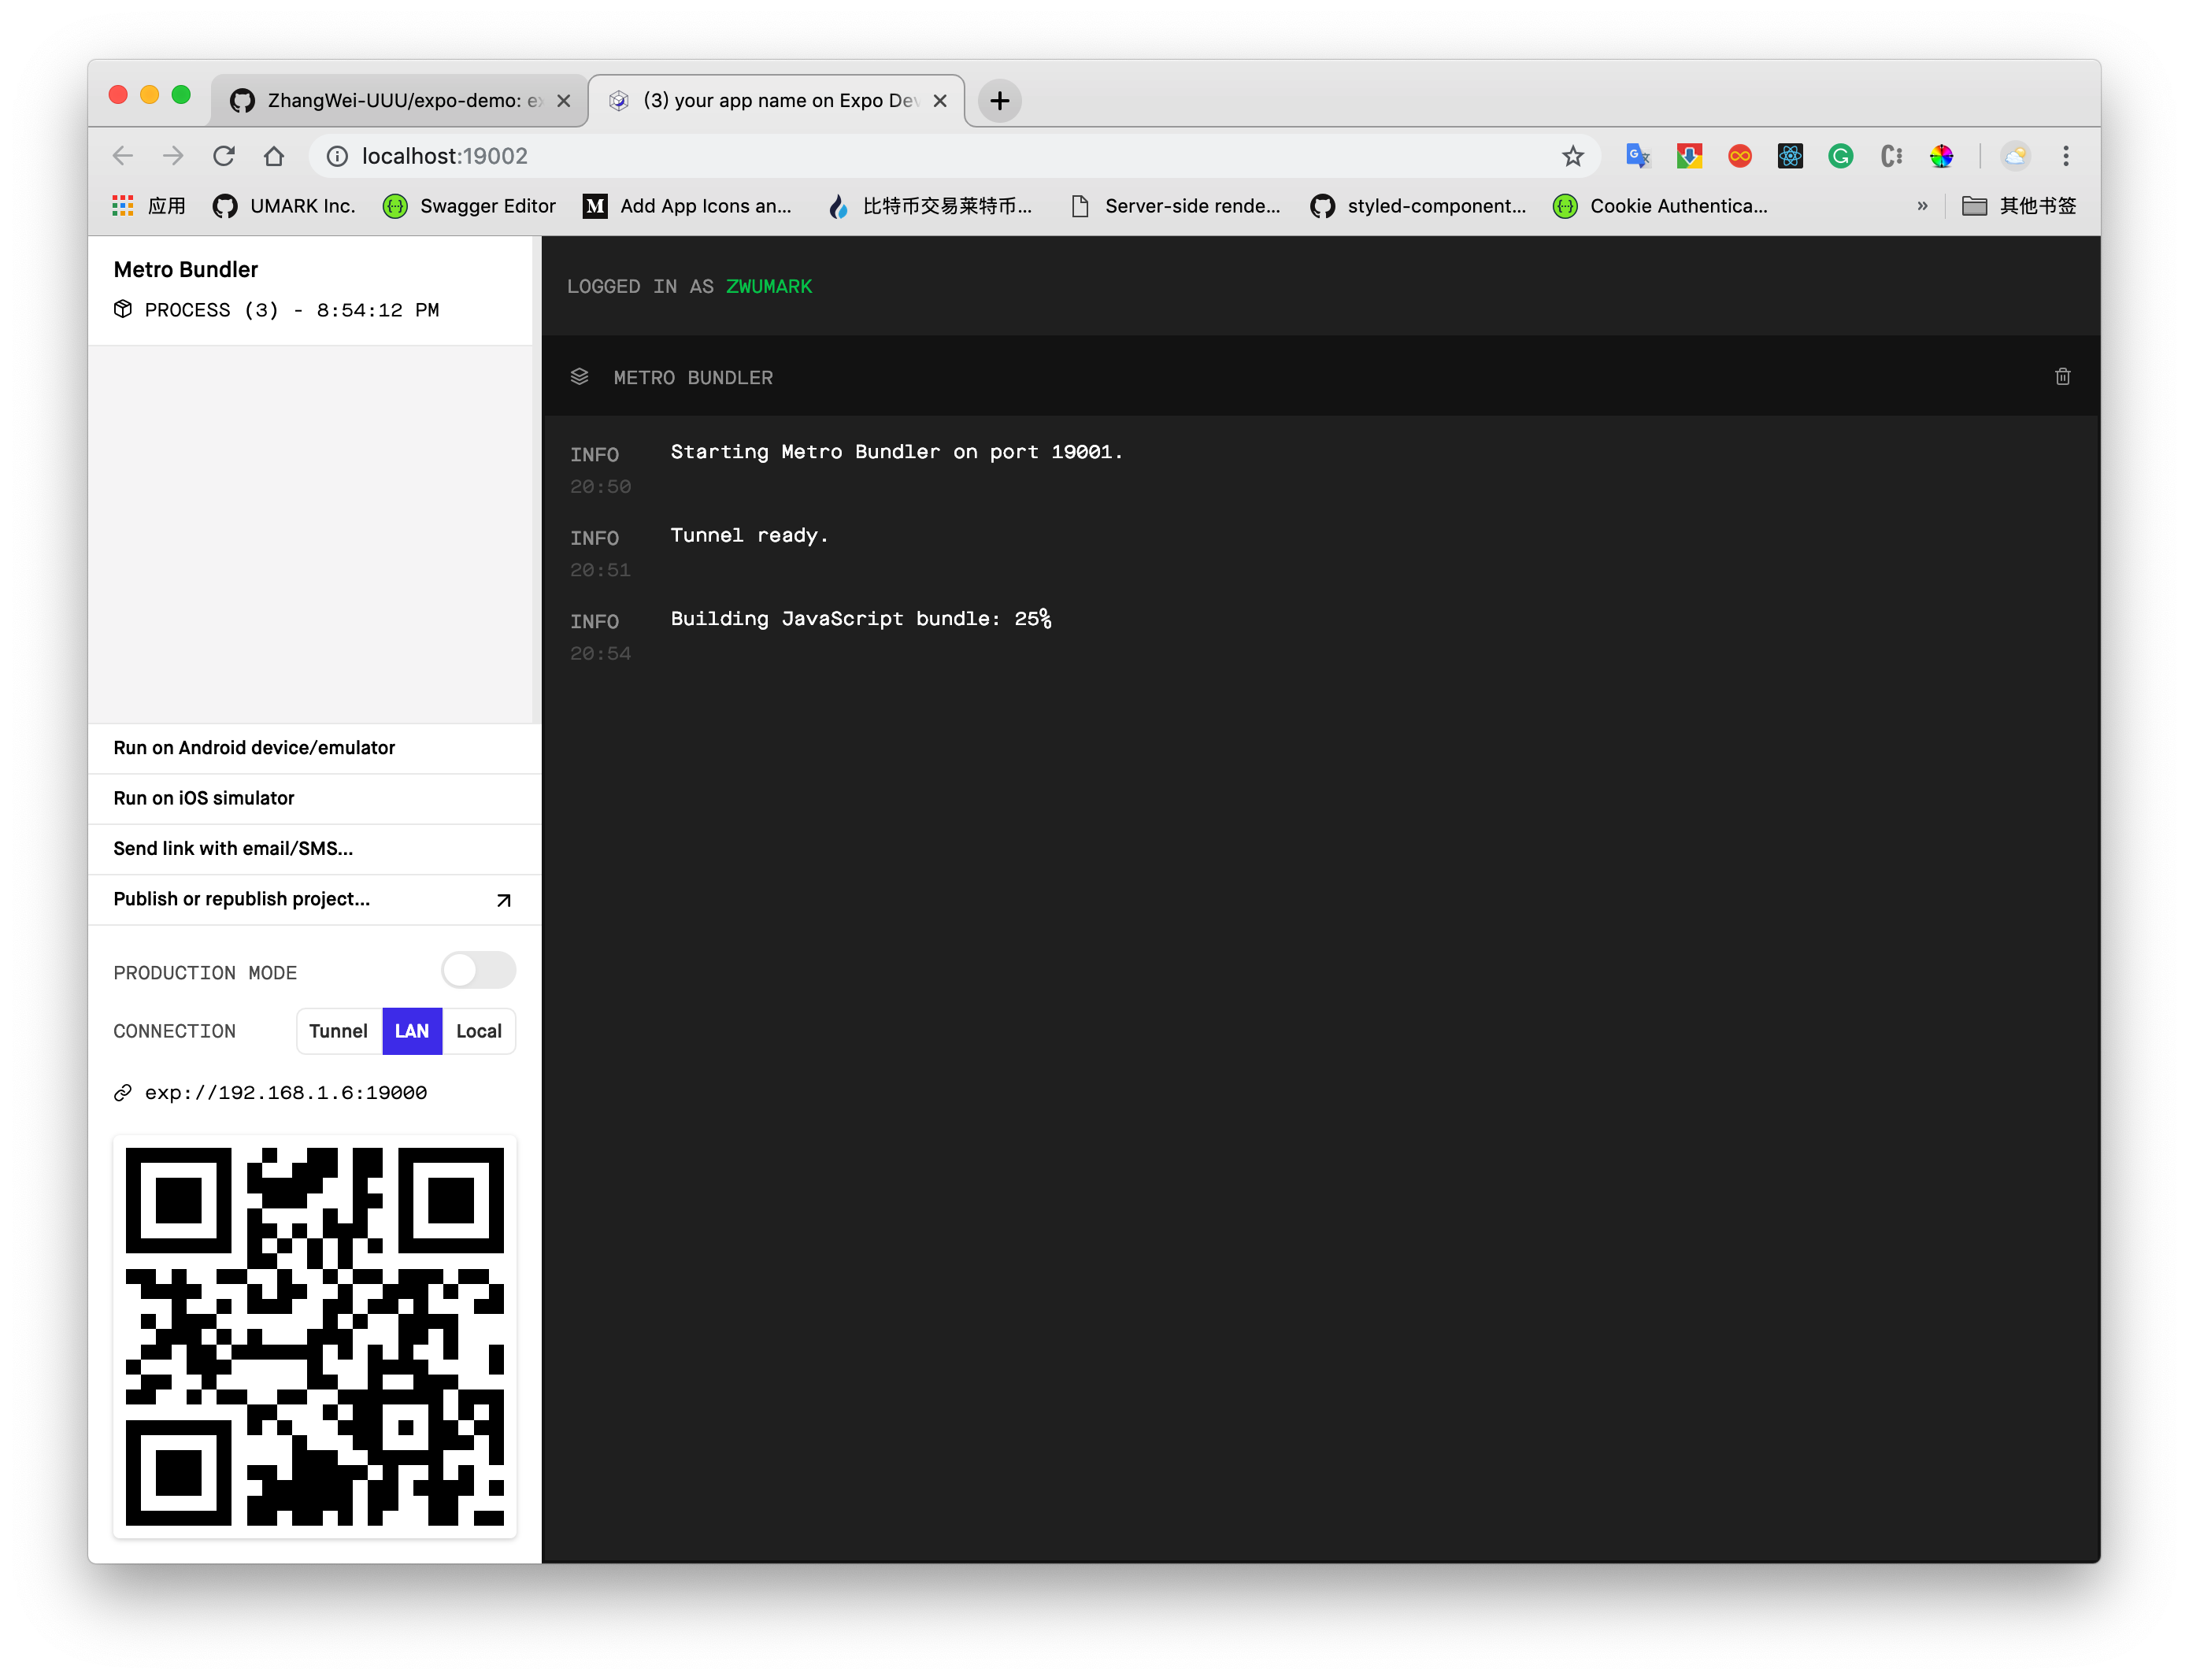 ZhangWei-UUU/expo-demo: ex
(3) your app name on Expo Dev
localhost:19002
应用
UMARK Inc.
Swagger Editor
Add App Icons an...
比特币交易莱特币...
Server-side rende...
styled-component...
Cookie Authentica...
»
其他书签
Metro Bundler
PROCESS (3) - 8:54:12 PM
LOGGED IN AS ZWUMARK
METRO BUNDLER
INFO Starting Metro Bundler on port 19001.
20:50
INFO Tunnel ready.
20:51
INFO Building JavaScript bundle: 25%
20:54
Run on Android device/emulator
Run on iOS simulator
Send link with email/SMS...
Publish or republish project...
PRODUCTION MODE
CONNECTION Tunnel LAN Local
exp://192.168.1.6:19000